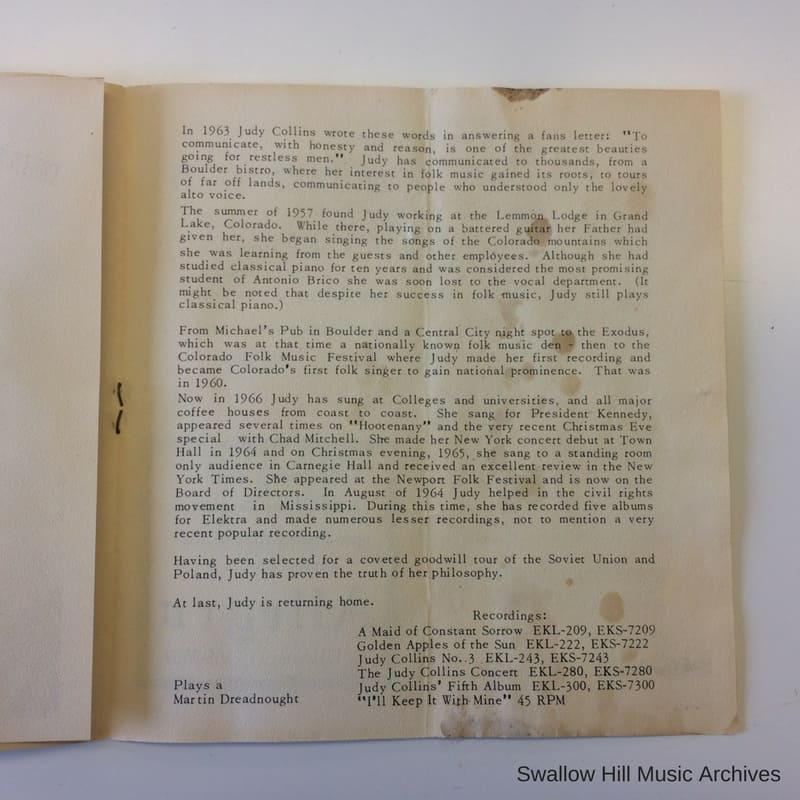 In 1963 Judy Collins wrote these words in answering a fans letter: "To
communicate, with honesty and reason, is one of the greatest beauties
going for restless men." Judy has communicated to thousands, from a
Boulder bistro, where her interest in folk music gained its roots, to tours
of far off lands, communicating to people who understood only the lovely
alto voice.
The summer of 1957 found Judy working at the Lemmon Lodge in Grand
Lake, Colorado. While there, playing on a battered guitar her Father had
given her, she began singing the songs of the Colorado mountains which
she was learning from the guests and other employees. Although she had
studied classical piano for ten years and was considered the most promising
student of Antonio Brico she was soon lost to the vocal department. (It
might be noted that despite her success in folk music, Judy still plays
classical piano.)
From Michael's Pub in Boulder and a Central City night spot to the Exodus,
which was at that time a nationally known folk music den - then to the
Colorado Folk Music Festival where Judy made her first recording and
became Colorado's first folk singer to gain national prominence. That was
in 1960.
Now in 1966 Judy has sung at Colleges and universities, and all major
coffee houses from coast to coast. She sang for President Kennedy,
appeared several times on "Hootenany" and the very recent Christmas Eve
special with Chad Mitchell. She made her New York concert debut at Town
Hall in 1964 and on Christmas evening, 1965, she sang to a standing room
only audience in Carnegie Hall and received an excellent review in the New
York Times. She appeared at the Newport Folk Festival and is now on the
Board of Directors. In August of 1964 Judy helped in the civil rights
movement in Mississippi. During this time, she has recorded five albums
for Elektra and made numerous lesser recordings, not to mention a very
recent popular recording.
Having been selected for a coveted goodwill tour of the Soviet Union and
Poland, Judy has proven the truth of her philosophy.
At last, Judy is returning home.
Recordings:
A Maid of Constant Sorrow EKL-209, EKS-7209
Golden Apples of the Sun EKL-222, EKS-7222
Judy Collins No..3 EKL-243, EKS-7243
The Judy Collins Concert EKL-280, EKS-7280
Judy Collins' Fifth Album EKL-300, EKS-7300
"I'll Keep It With Mine" 45 RPM
Plays a
Martin Dreadnought
Swallow Hill Music Archives